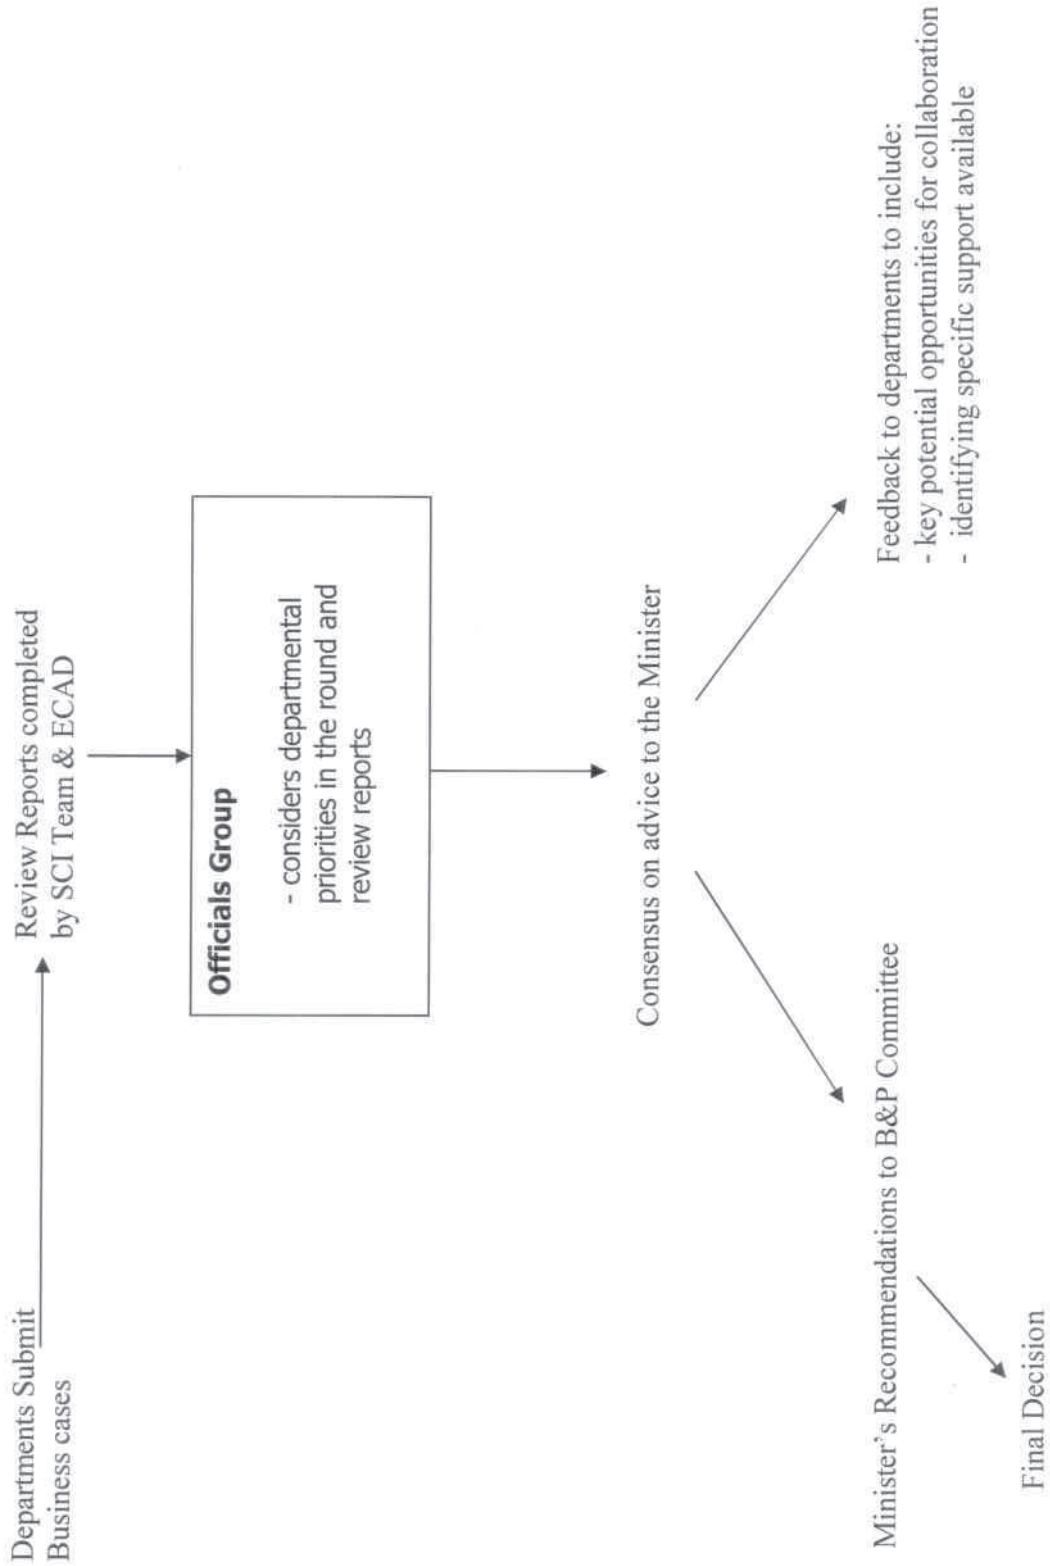 Departments Submit
Business cases
Review Reports completed
by SCI Team & ECAD
Officials Group
- considers departmental
priorities in the round and
review reports
Consensus on advice to the Minister
Minister's Recommendations to B&P Committee
Feedback to departments to include:
- key potential opportunities for collaboration
- identifying specific support available
Final Decision